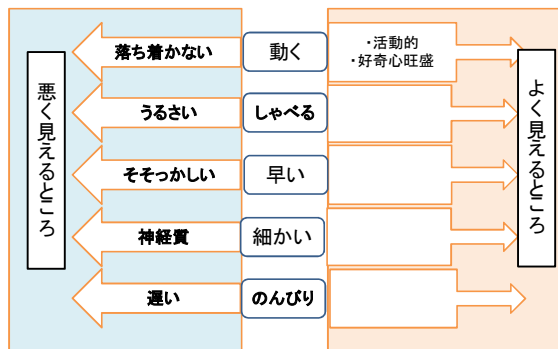 悪く見えるところ
落ち着かない
動く
・活動的
・好奇心旺盛
うるさい
しゃべる
そそっかしい
早い
神経質
細かい
遅い
のんびり
よく見えるところ